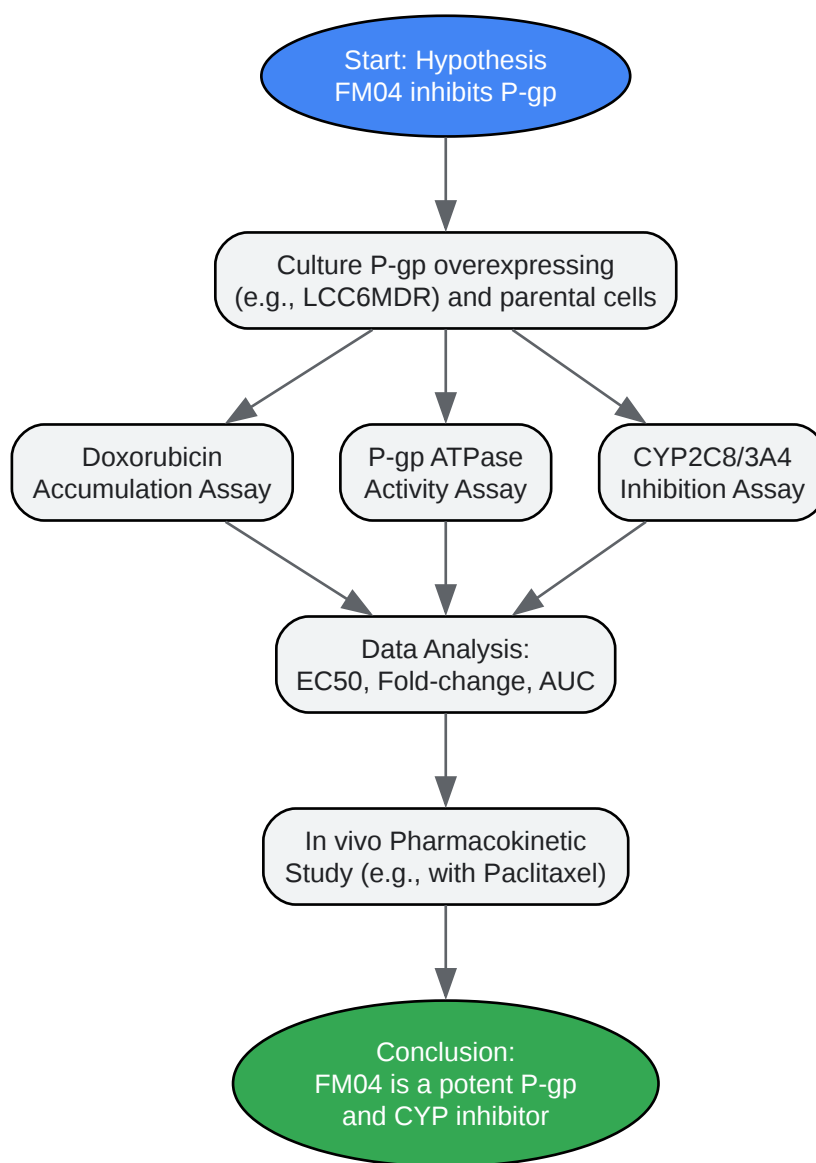 Start: Hypothesis
FM04 inhibits P-gp
Culture P-gp overexpressing
(e.g., LCC6MDR) and parental cells
Doxorubicin
Accumulation Assay
P-gp ATPase
Activity Assay
CYP2C8/3A4
Inhibition Assay
Data Analysis:
EC50, Fold-change, AUC
In vivo Pharmacokinetic
Study (e.g., with Paclitaxel)
Conclusion:
FM04 is a potent P-gp
and CYP inhibitor